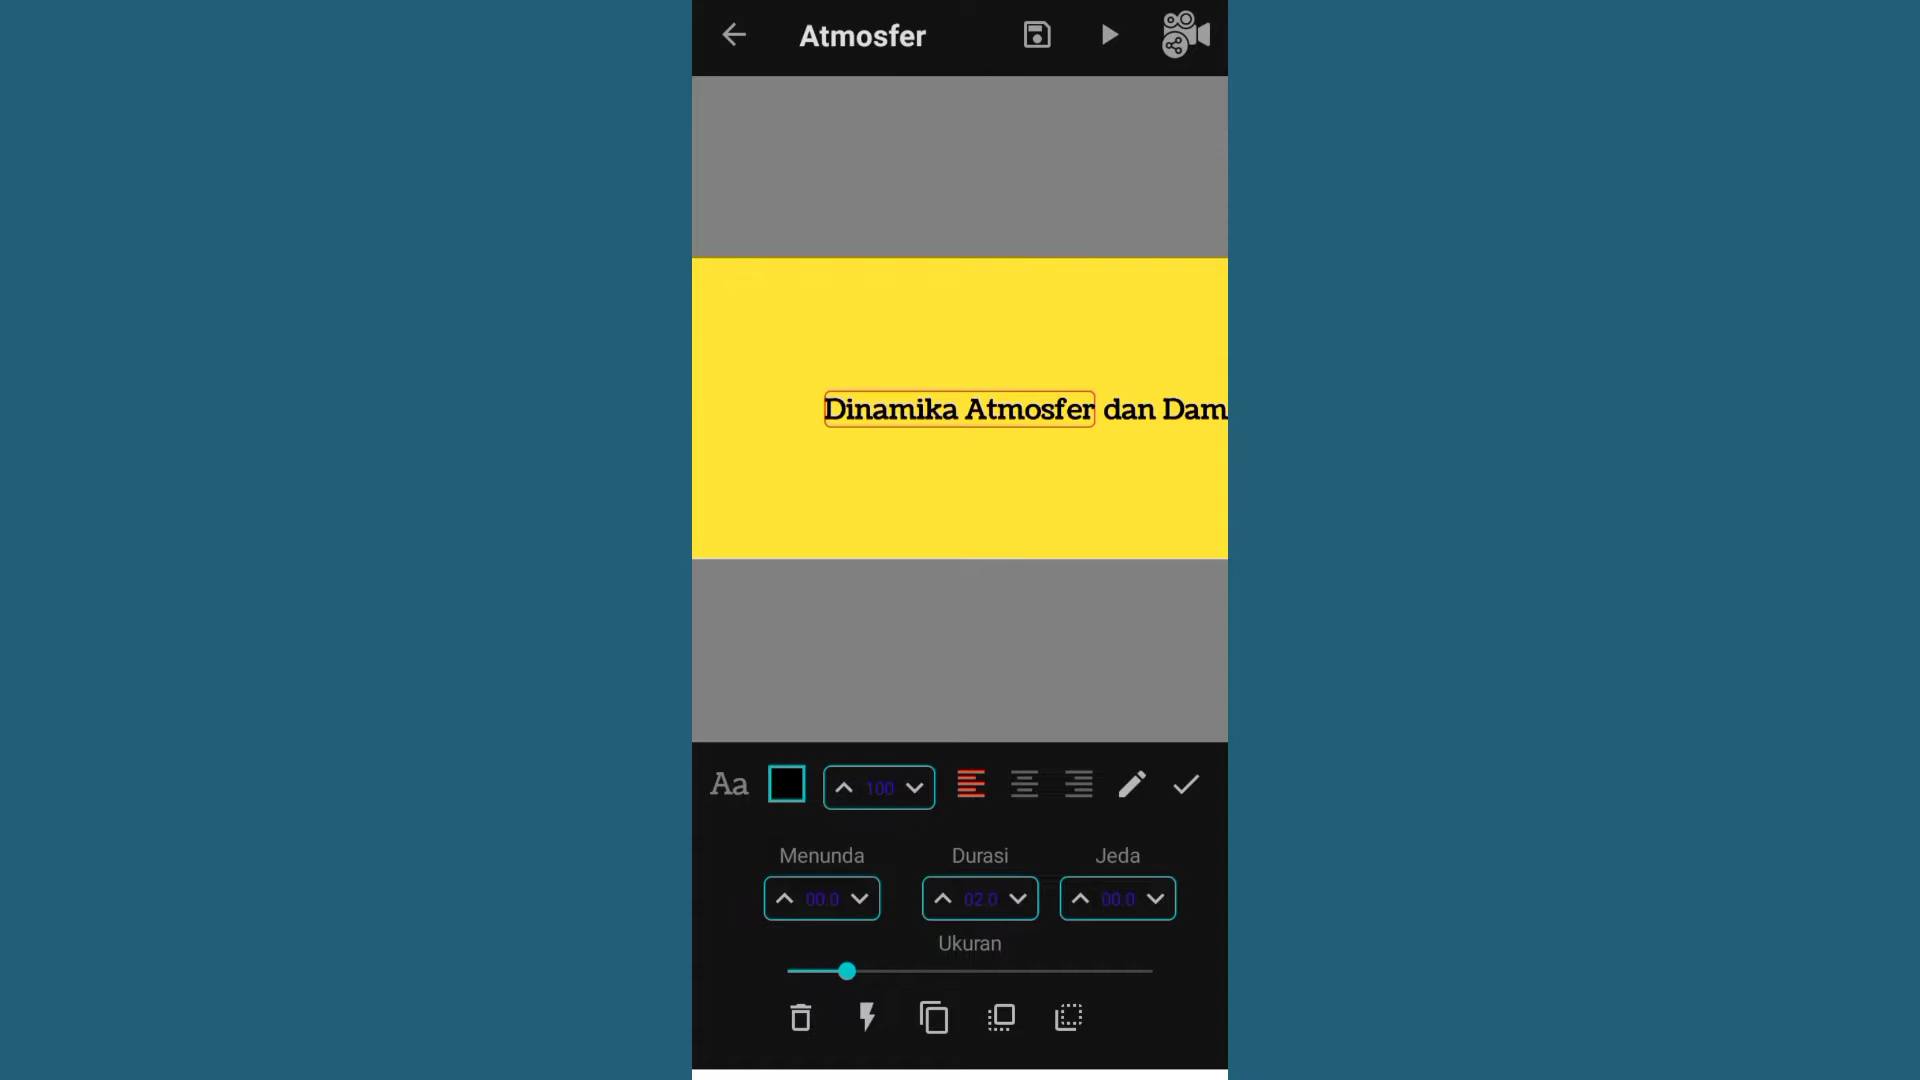 Atmosfer
Dinamika Atmosfer dan Dam
Aa 100
Menunda Durasi Jeda
00.0 02.0 00.0
Ukuran